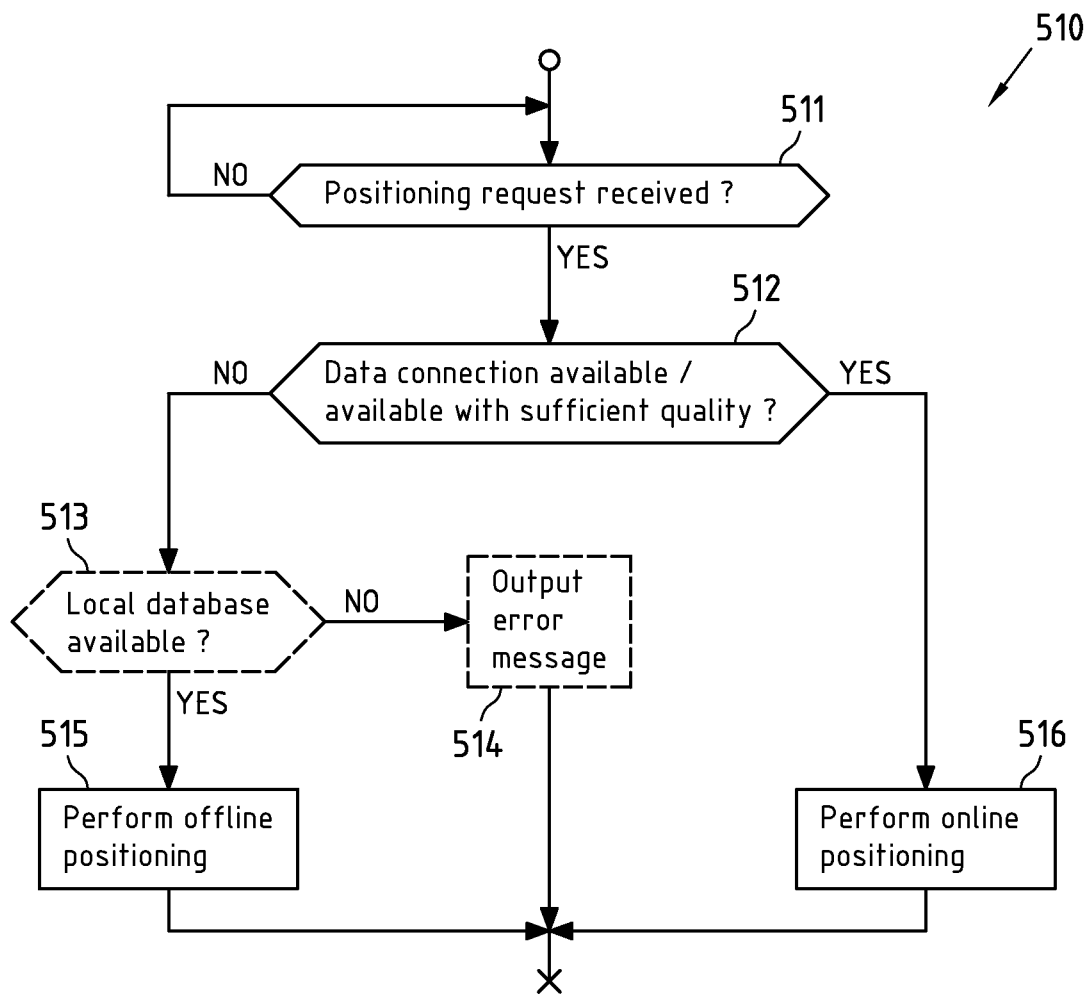 510
511
NO
Positioning request received ?
YES
512
NO
Data connection available /
available with sufficient quality ?
YES
513
Local database
available ?
NO
Output
error
message
YES
514
515
516
Perform offline
positioning
Perform online
positioning